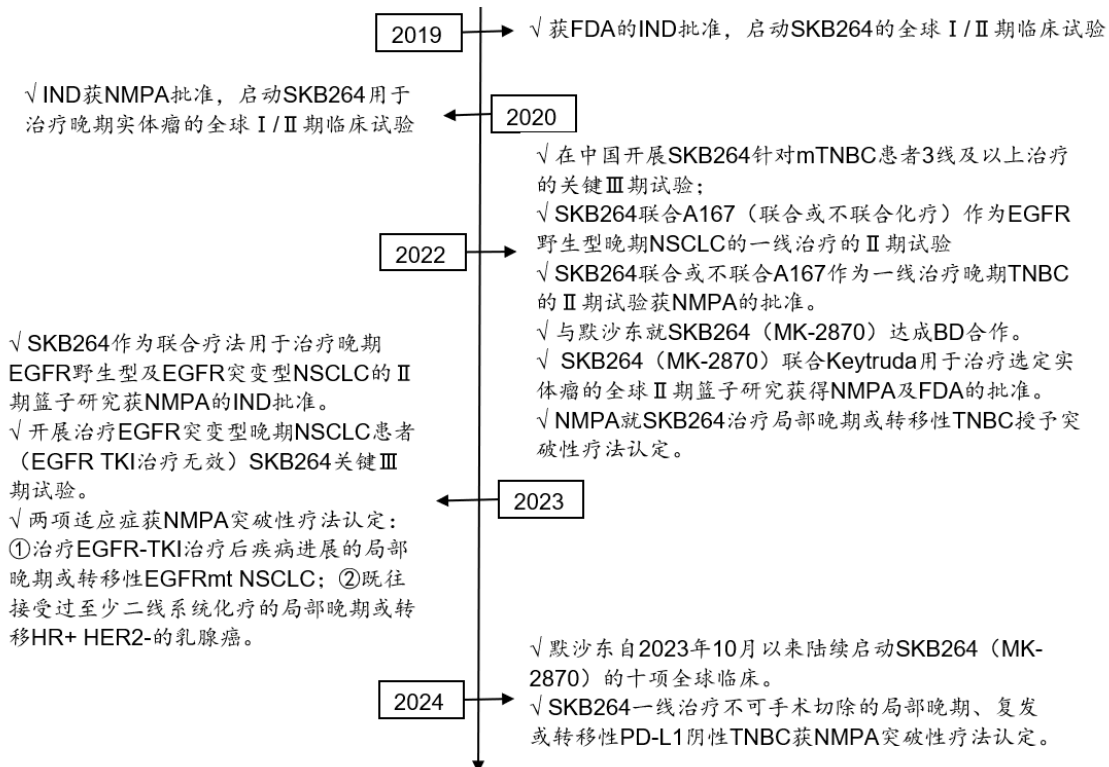 2019
√ 获FDA的IND批准，启动SKB264的全球Ⅰ/Ⅱ期临床试验
√ IND获NMPA批准，启动SKB264用于
治疗晚期实体瘤的全球Ⅰ/Ⅱ期临床试验
2020
√ 在中国开展SKB264针对mTNBC患者3线及以上治疗
的关键Ⅲ期试验；
√ SKB264联合A167（联合或不联合化疗）作为EGFR
野生型晚期NSCLC的一线治疗的Ⅱ期试验
√ SKB264联合或不联合A167作为一线治疗晚期TNBC
的Ⅱ期试验获NMPA的批准。
√ 与默沙东就SKB264（MK-2870）达成BD合作。
√ SKB264（MK-2870）联合Keytruda用于治疗选定实
体瘤的全球Ⅱ期篮子研究获得NMPA及FDA的批准。
√ NMPA就SKB264治疗局部晚期或转移性TNBC授予突
破性疗法认定。
2022
√ SKB264作为联合疗法用于治疗晚期
EGFR野生型及EGFR突变型NSCLC的Ⅱ
期篮子研究获NMPA的IND批准。
√ 开展治疗EGFR突变型晚期NSCLC患者
（EGFR TKI治疗无效）SKB264关键Ⅲ
期试验。
√ 两项适应症获NMPA突破性疗法认定：
①治疗EGFR-TKI治疗后疾病进展的局部
晚期或转移性EGFRmt NSCLC；②既往
接受过至少二线系统化疗的局部晚期或转
移HR+ HER2-的乳腺癌。
2023
√ 默沙东自2023年10月以来陆续启动SKB264（MK-
2870）的十项全球临床。
√ SKB264一线治疗不可手术切除的局部晚期、复发
或转移性PD-L1阴性TNBC获NMPA突破性疗法认定。
2024